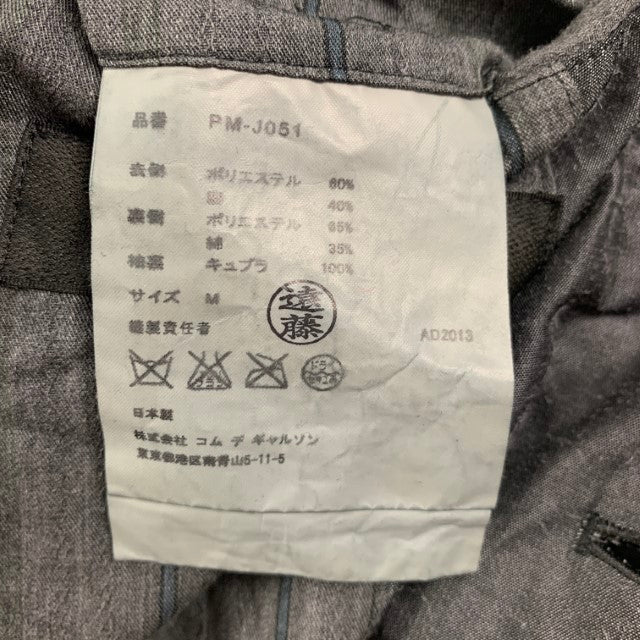 品番 PM-J051
表側 ポリエステル 60%
麻 40%
裏側 ポリエステル 65%
綿 35%
袖裏 キュプラ 100%
サイズ M
縫製責任者
遠藤
AD2013
日本製
株式会社 コム デ ギャルソン
東京都港区南青山5-11-5